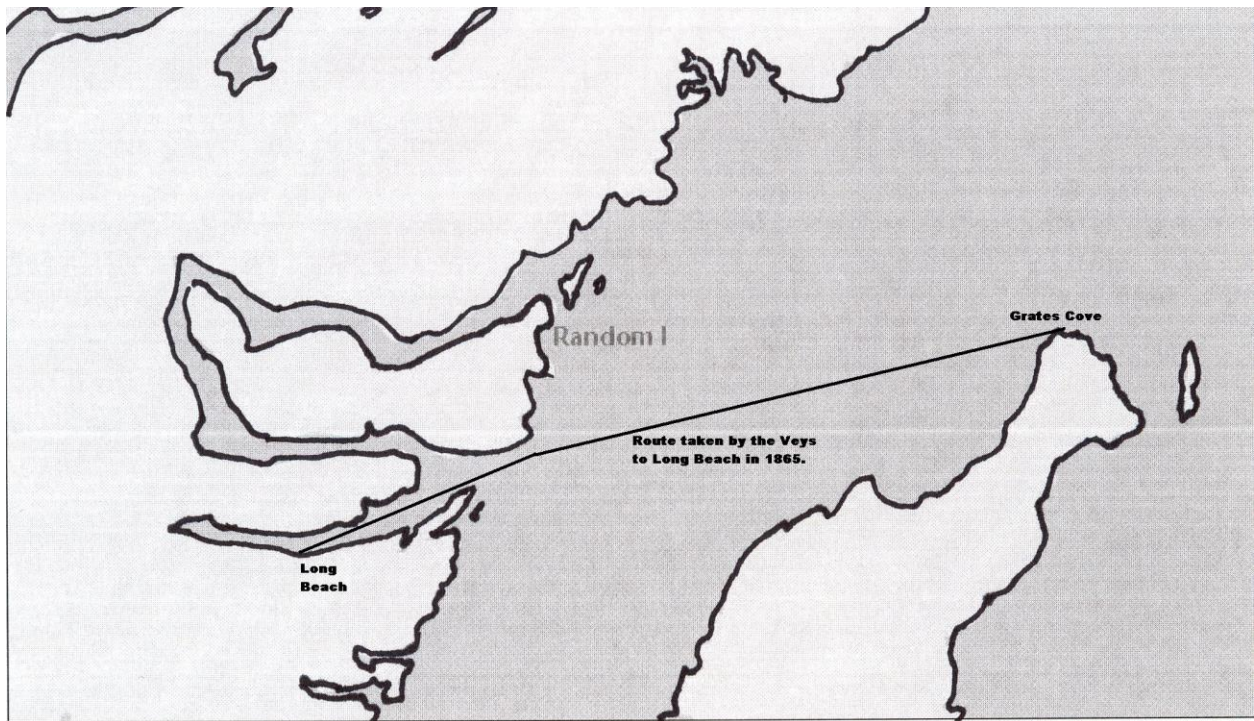 Grates Cove
Random I
Route taken by the Veys
to Long Beach in 1865.
Long
Beach